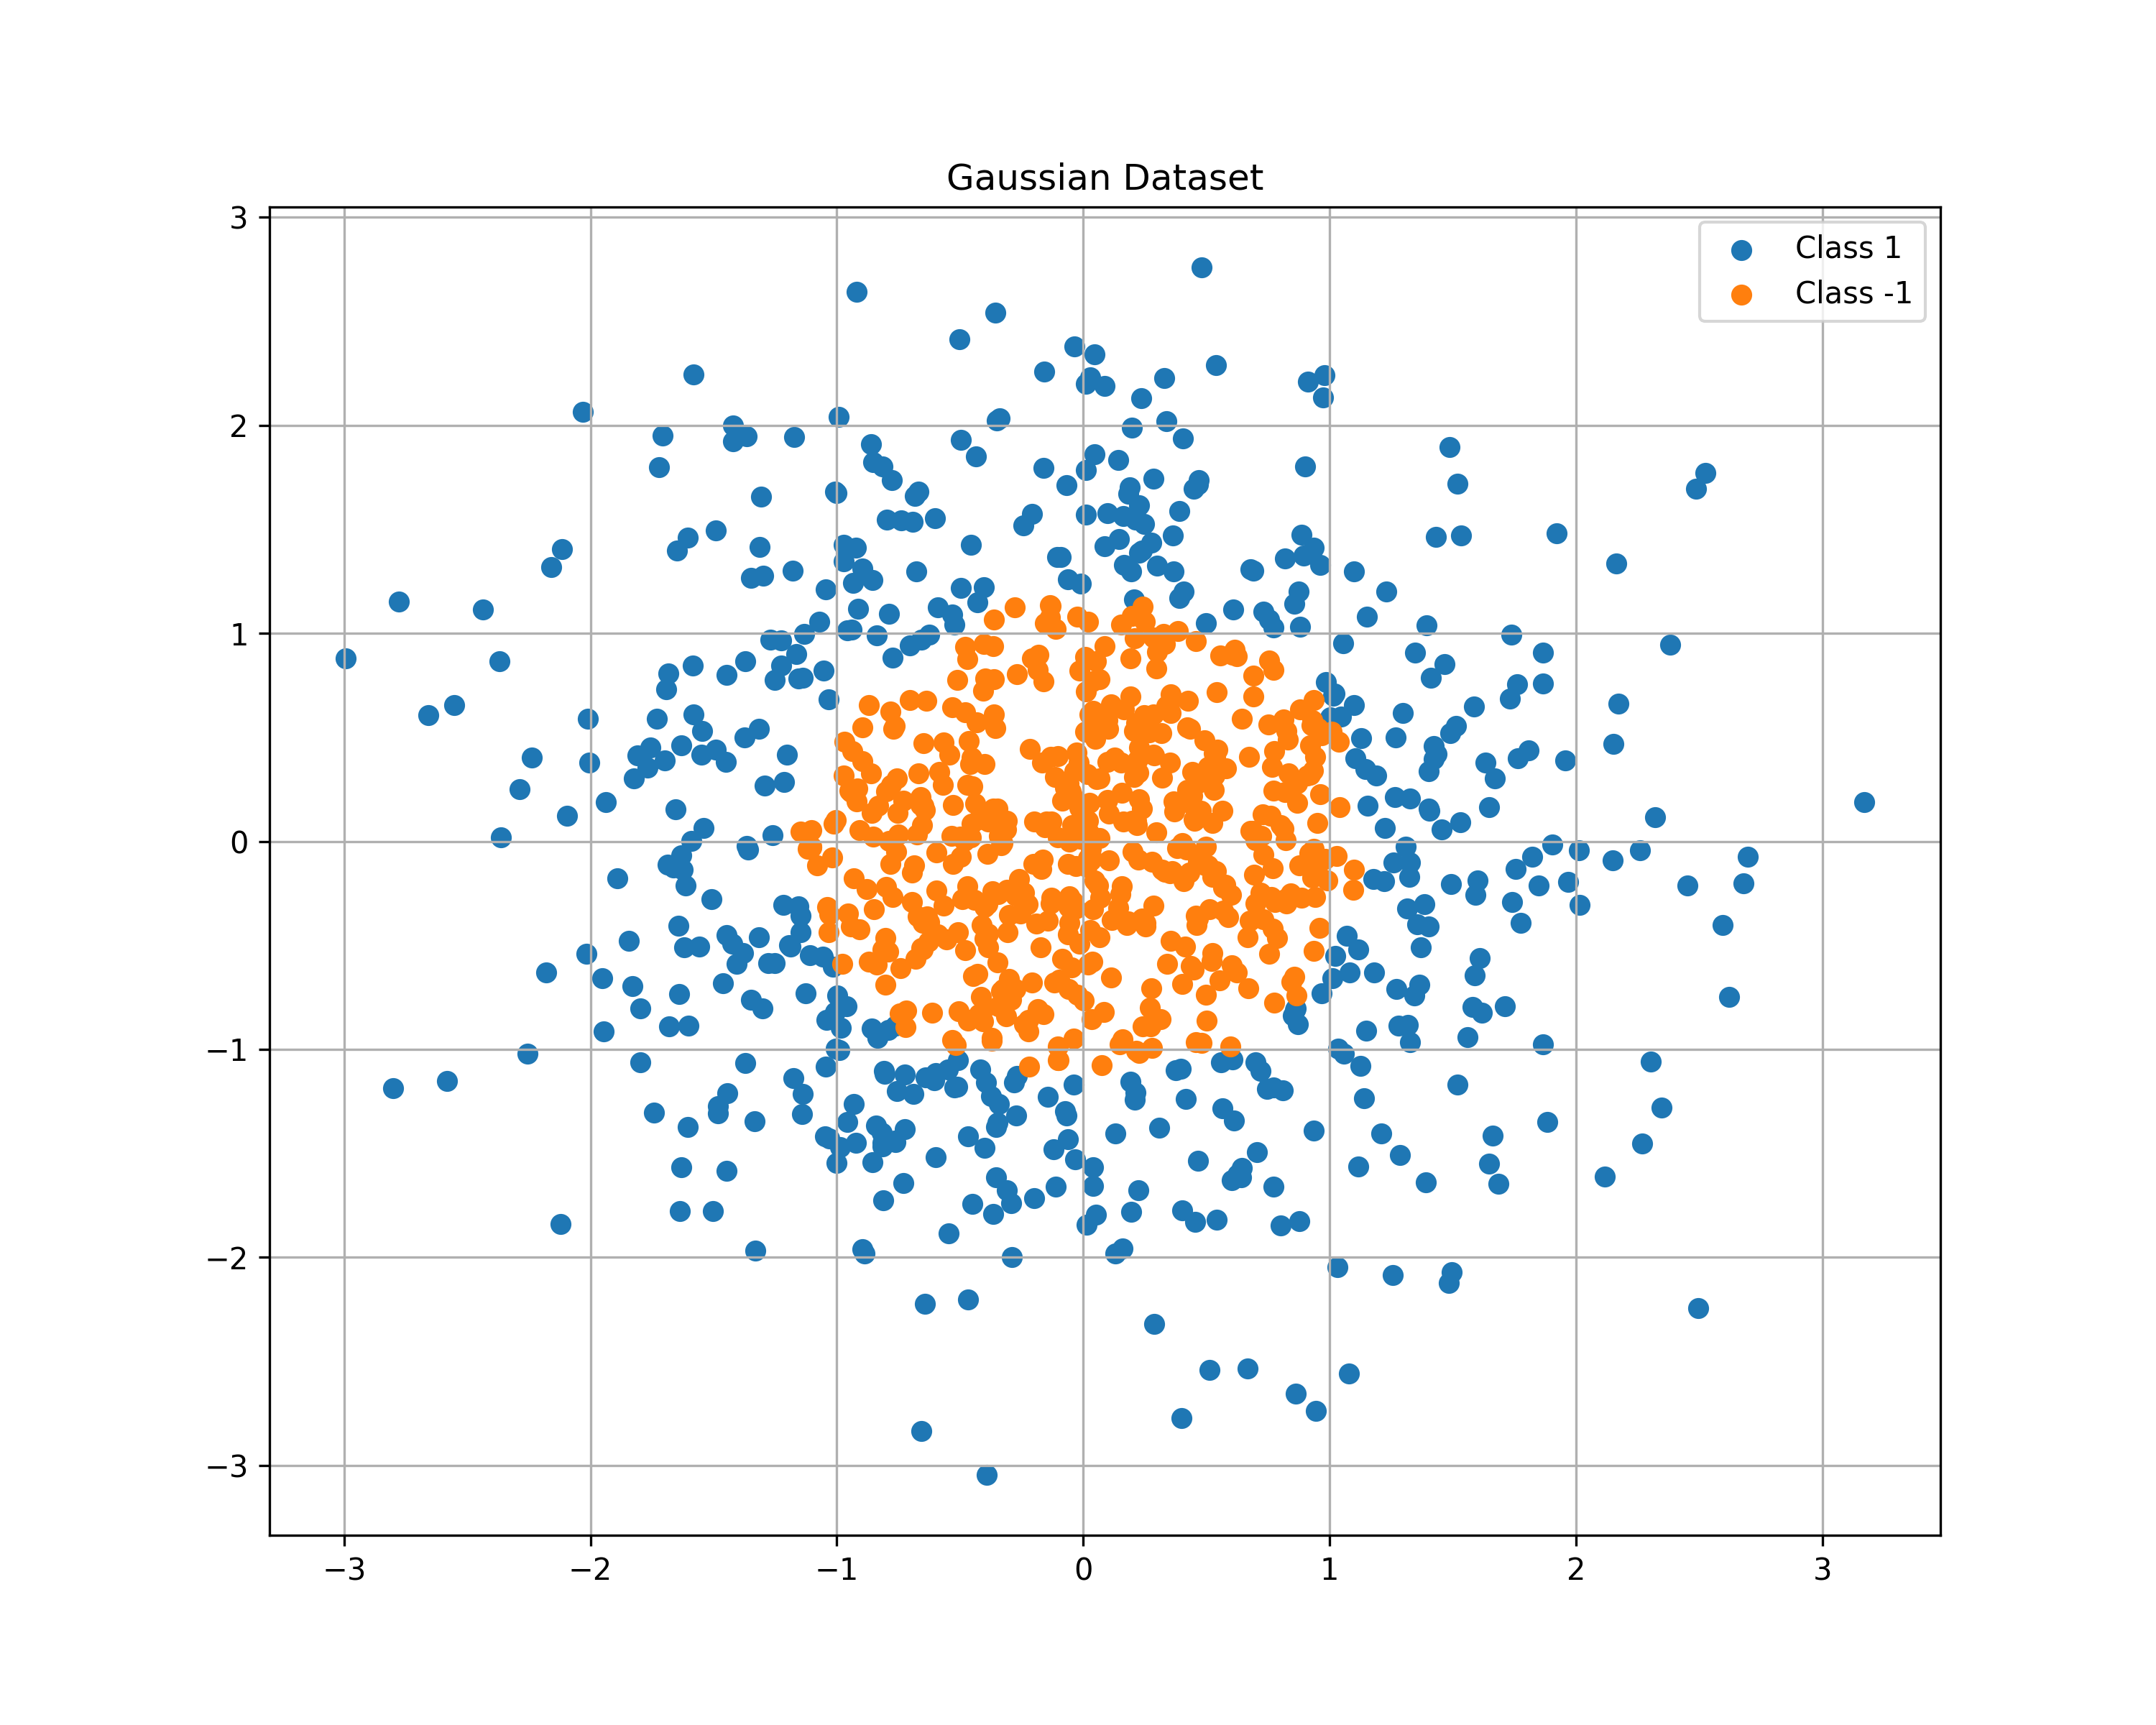 Gaussian Dataset
3
2
1
0
−1
−2
−3
Class 1
Class -1
−3 −2 −1 0 1 2 3